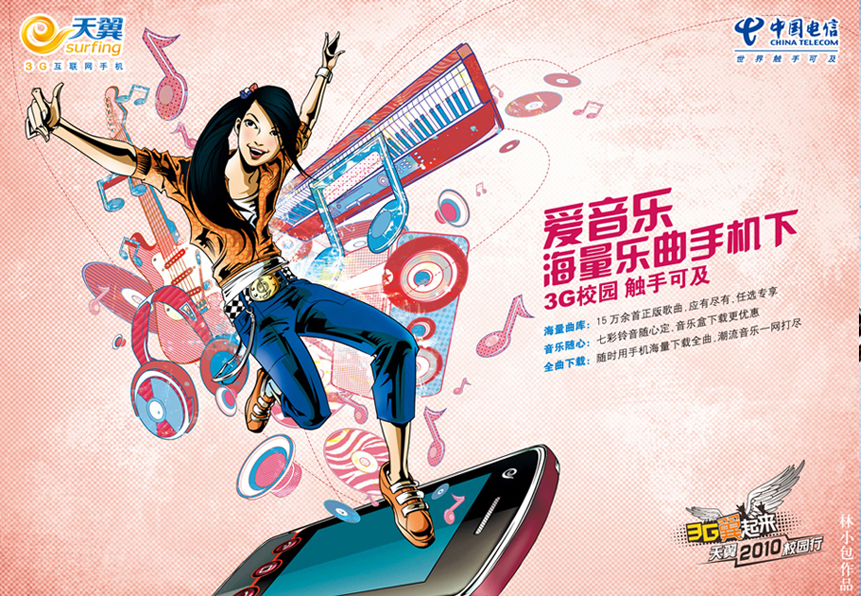 天翼
surfing
3G互联网手机
中国电信
CHINA TELECOM
世界触手可及
爱音乐
海量乐曲手机下
3G校园 触手可及
海量曲库：15万余首正版歌曲，应有尽有，任选专享
音乐随心：七彩铃音随心定，音乐盒下载更优惠
全曲下载：随时用手机海量下载全曲，潮流音乐一网打尽
3G翼起来
天翼2010校园行
林小包作品